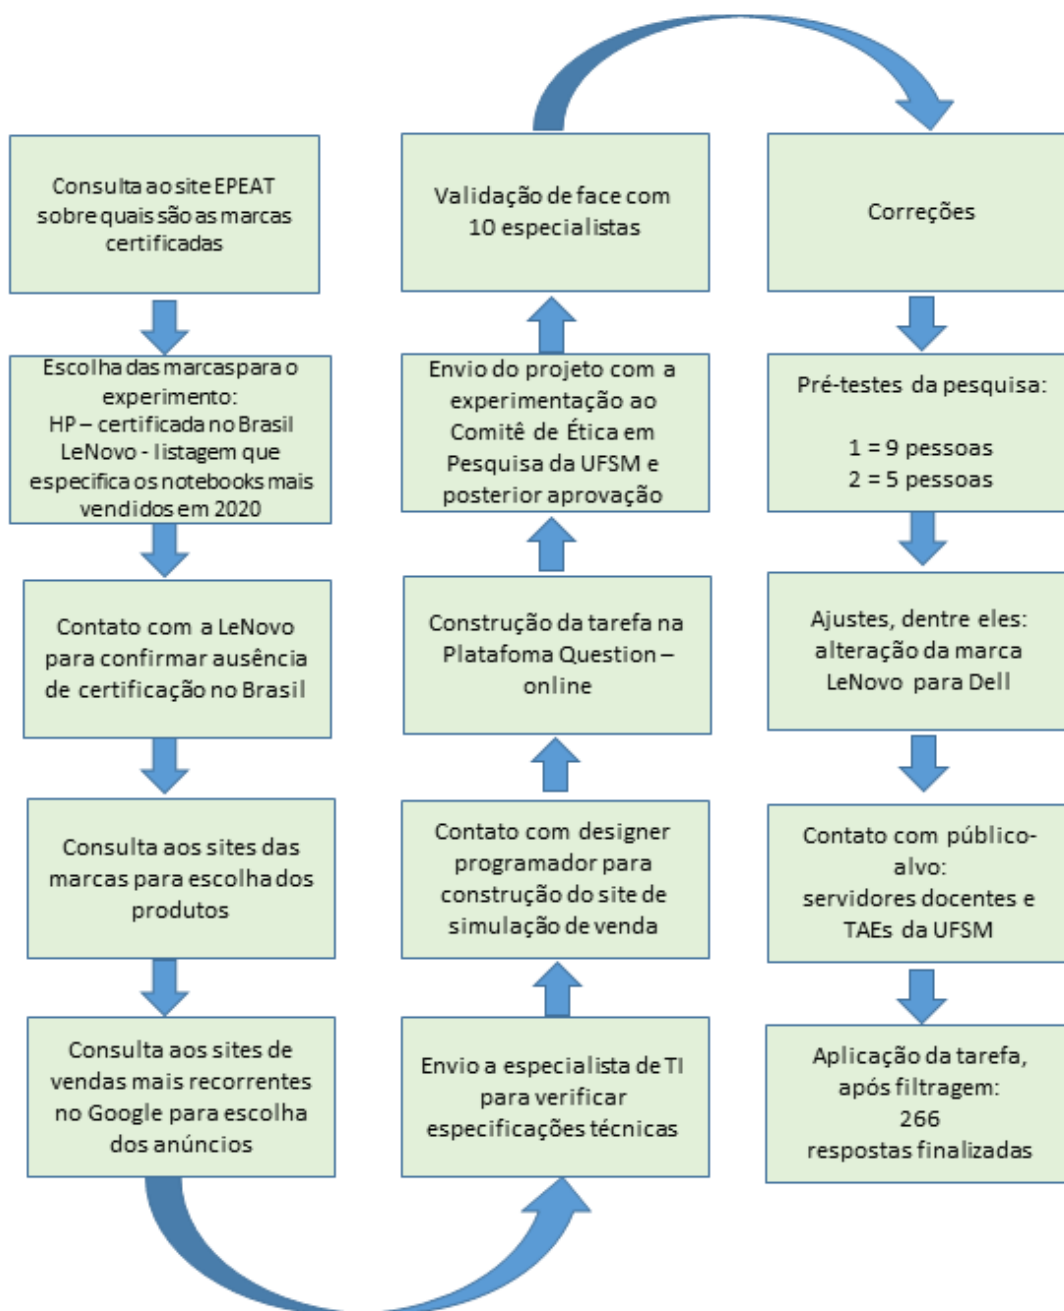 Consulta ao site EPEAT
sobre quais são as marcas
certificadas
Escolha das marcas para o
experimento:
HP – certificada no Brasil
LeNovo - listagem que
especifica os notebooks mais
vendidos em 2020
Contato com a LeNovo
para confirmar ausência
de certificação no Brasil
Consulta aos sites das
marcas para escolha dos
produtos
Consulta aos sites de
vendas mais recorrentes
no Google para escolha
dos anúncios
Envio a especialista de TI
para verificar
especificações técnicas
Contato com designer
programador para
construção do site de
simulação de venda
Construção da tarefa na
Platafoma Question –
online
Envio do projeto com a
experimentação ao
Comitê de Ética em
Pesquisa da UFSM e
posterior aprovação
Validação de face com
10 especialistas
Correções
Pré-testes da pesquisa:
1 = 9 pessoas
2 = 5 pessoas
Ajustes, dentre eles:
alteração da marca
LeNovo para Dell
Contato com público-
alvo:
servidores docentes e
TAEs da UFSM
Aplicação da tarefa,
após filtragem:
266
respostas finalizadas